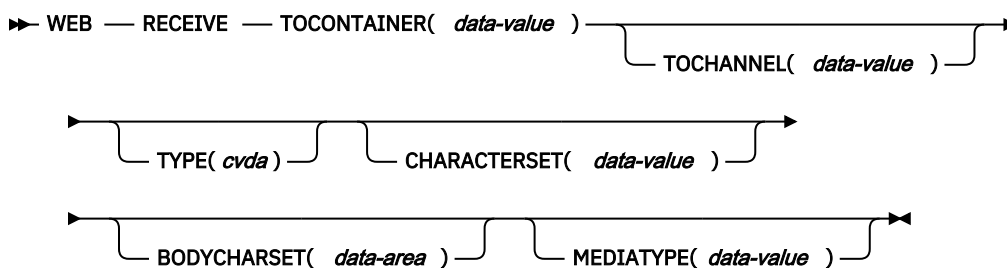 WEB RECEIVE TOCONTAINER( data-value )
TOCHANNEL( data-value )
TYPE( cvda ) CHARACTERSET( data-value )
BODYCHARSET( data-area ) MEDIATYPE( data-value )